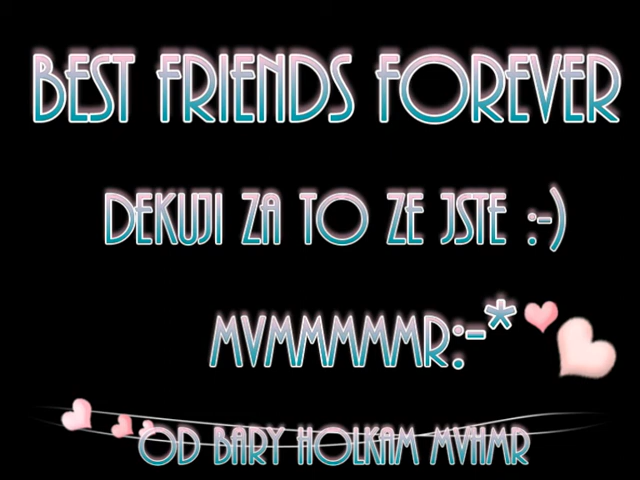 BEST FRIENDS FOREVER
DEKUJI ZA TO ZE JSTE :-)
MVMMMMMR:-*
OD BARY HOLKAM MVHMR